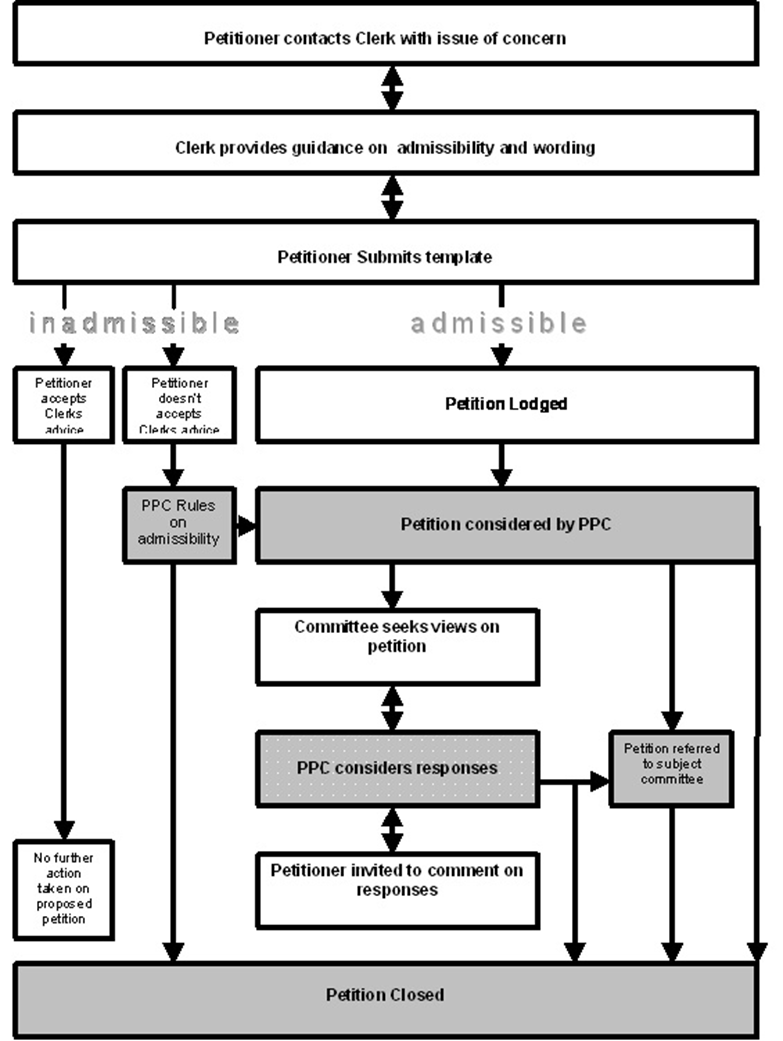 Petitioner contacts Clerk with issue of concern
Clerk provides guidance on admissibility and wording
Petitioner Submits template
inadmissible
admissible
Petitioner
accepts
Clerks
advice
Petitioner
doesn't
accepts
Clerks advice
Petition Lodged
PPC Rules
on
admissibility
Petition considered by PPC
Committee seeks views on
petition
PPC considers responses
Petition referred
to subject
committee
No further
action
taken on
proposed
petition
Petitioner invited to comment on
responses
Petition Closed